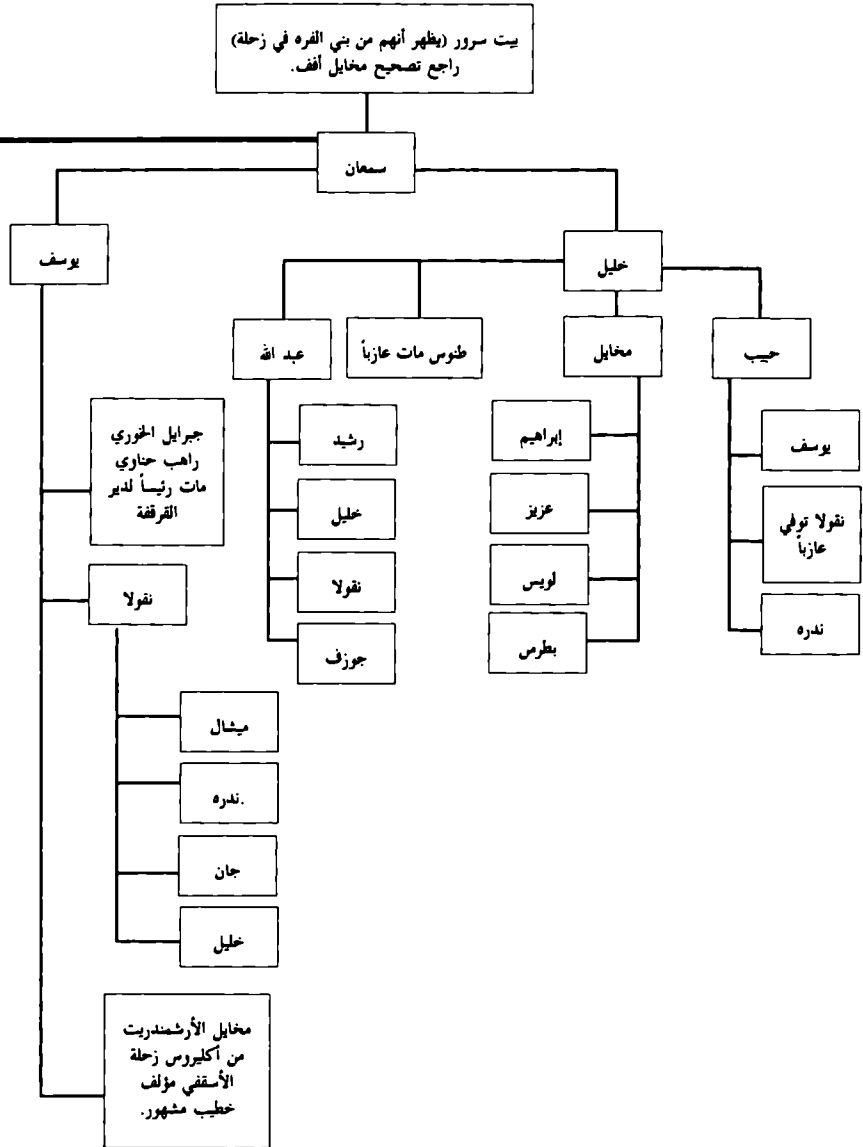 بيت سرور (يظهر أنهم من بني الفره في زحلة)
راجع تصحيح مخايل أفف.
سمعان
خليل
يوسف
حبيب
مخايل
طنوس مات عازباً
عبد الله
يوسف
نقولا توفي
عازباً
ندره
إبراهيم
عزيز
لويس
بطرس
رشيد
خليل
نقولا
جوزف
جبرايل الخوري
راهب حناوي
مات رئيساً لدير
القرقفة
نقولا
ميشال
.ندره
جان
خليل
مخايل الأرشمندريت
من أكليروس زحلة
الأسقفي مؤلف
خطيب مشهور.